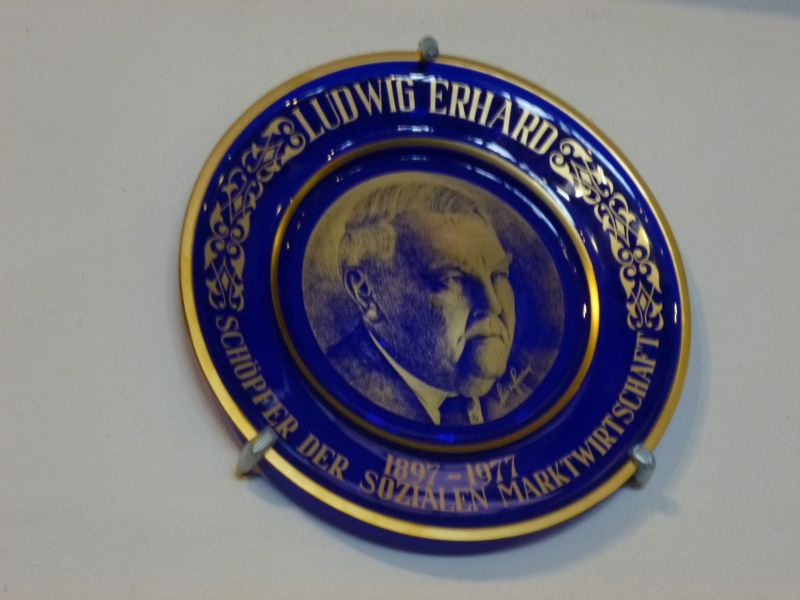 LUDWIG ERHARD
1897 – 1977
SCHÖPFER DER SOZIALEN MARKTWIRTSCHAFT